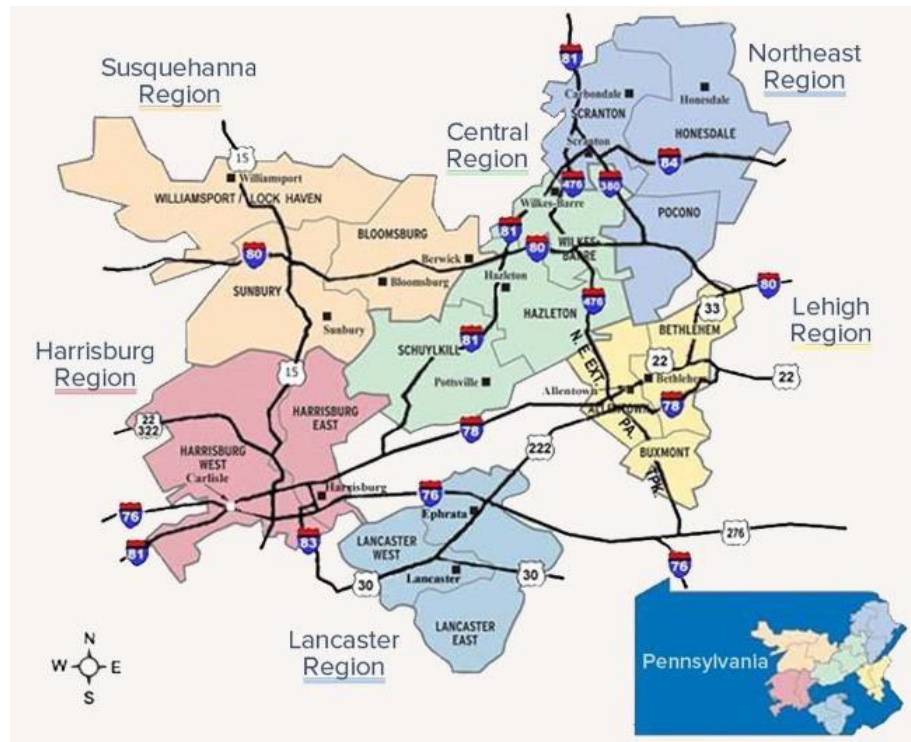 Susquehanna
Region
Northeast
Region
Central
Region
Harrisburg
Region
Lehigh
Region
Lancaster
Region
81
Carbondale
SCRANTON
Honesdale
HONESDALE
Scranton
84
15
Williamsport
WILLIAMSPORT / LOCK HAVEN
476
380
Wilkes-Barre
POCONO
BLOOMSBURG
81
80
WILKES-
BARRE
80
Berwick
Hazleton
Bloomsburg
SUNBURY
476
80
33
HAZLETON
Sunbury
BETHLEHEM
81
SCHUYLKILL
N. E. EXT.
22
15
Pottsville
Allentown
Bethlehem
22
ALLENTOWN
78
HARRISBURG
EAST
22
322
78
PA.
222
BUXMONT
HARRISBURG
WEST
Carlisle
TPK.
Harrisburg
76
76
Ephrata
276
83
81
LANCASTER
WEST
76
30
Lancaster
30
LANCASTER
EAST
N
W
E
S
Pennsylvania